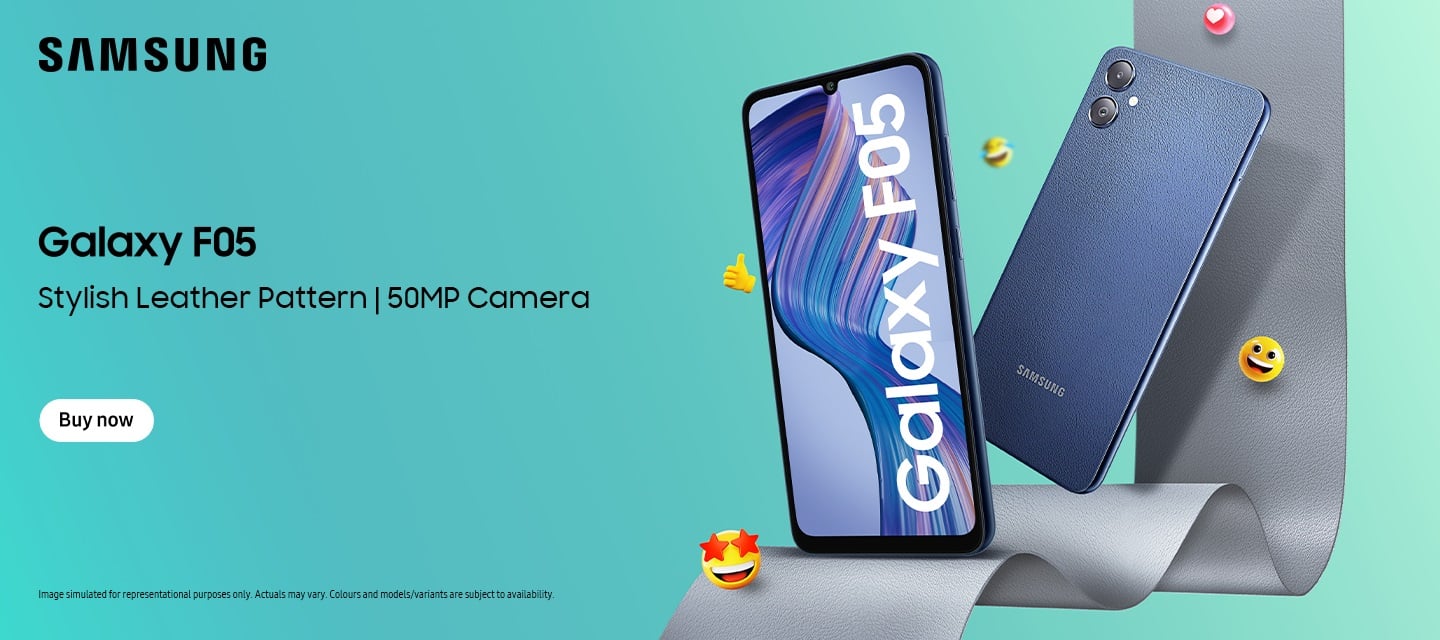 SAMSUNG
Galaxy F05
Stylish Leather Pattern | 50MP Camera
Buy now
Image simulated for representational purposes only. Actuals may vary. Colours and models/variants are subject to availability.
Galaxy F05
SAMSUNG